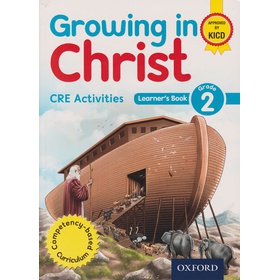 Growing in
Christ
APPROVED
BY
KICD
CRE Activities
Learner's Book
Grade
2
Competency-based
Curriculum
OXFORD